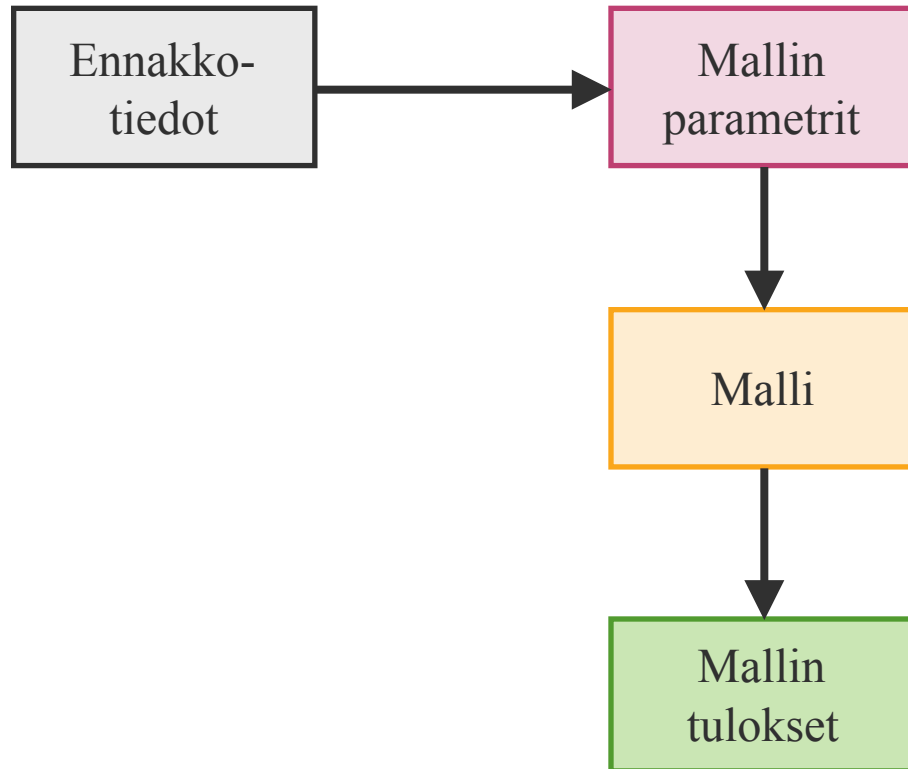 Ennakko-
tiedot
Mallin
parametrit
Malli
Mallin
tulokset